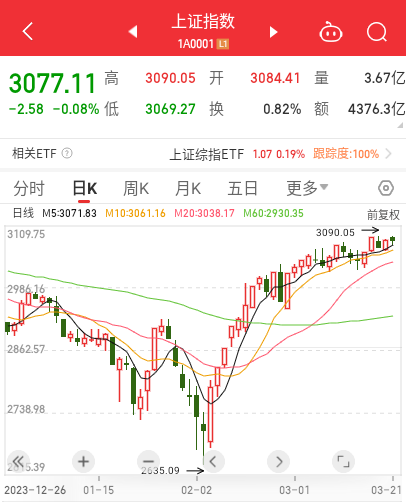 上证指数
1A0001 L1
3077.11 高 3090.05 开 3084.41 量 3.67亿
-2.58 -0.08% 低 3069.27 换 0.82% 额 4376.3亿
相关ETF ? 上证综指ETF 1.07 0.19% 跟踪度:100%
分时 日K 周K 月K 五日 更多
日线 M5:3071.83 M10:3061.16 M20:3038.17 M60:2930.35 前复权
3109.75
3090.05
2986.16
2862.57
2738.98
2635.09
2023-12-26 01-15 02-02 03-01 03-21